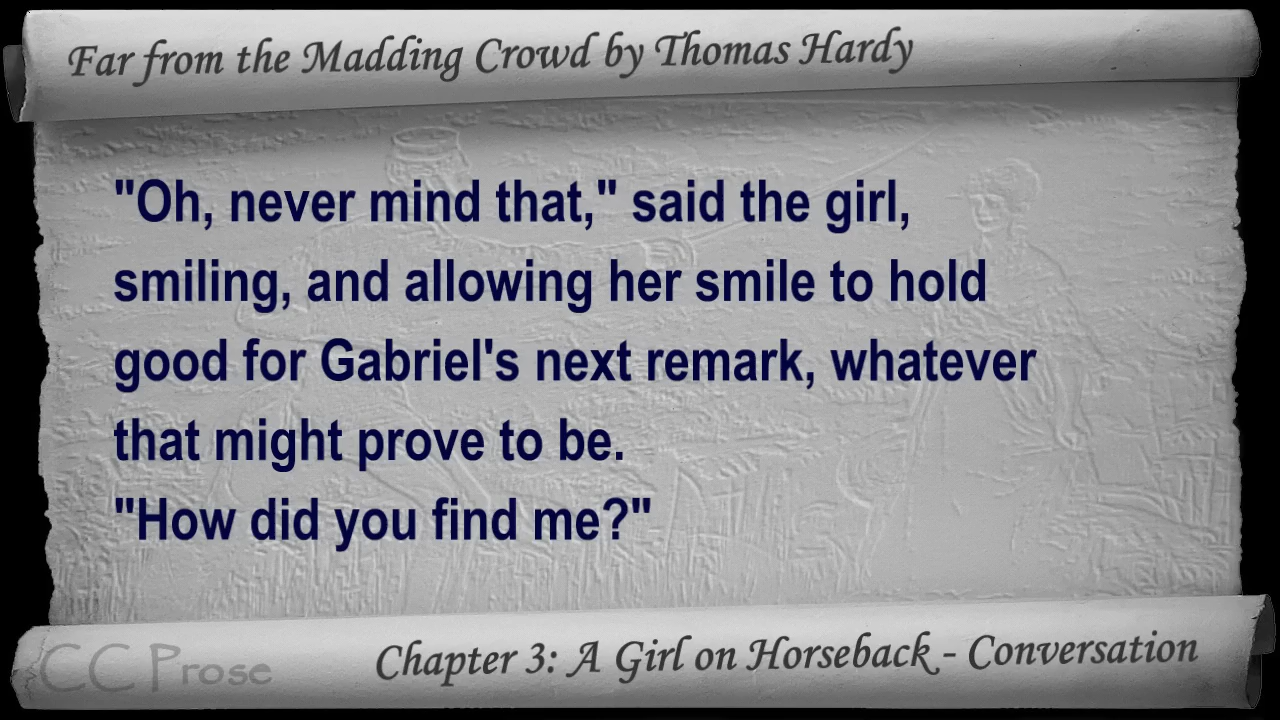 Far from the Madding Crowd by Thomas Hardy
"Oh, never mind that," said the girl,
smiling, and allowing her smile to hold
good for Gabriel's next remark, whatever
that might prove to be.
"How did you find me?"
CC Prose
Chapter 3: A Girl on Horseback - Conversation